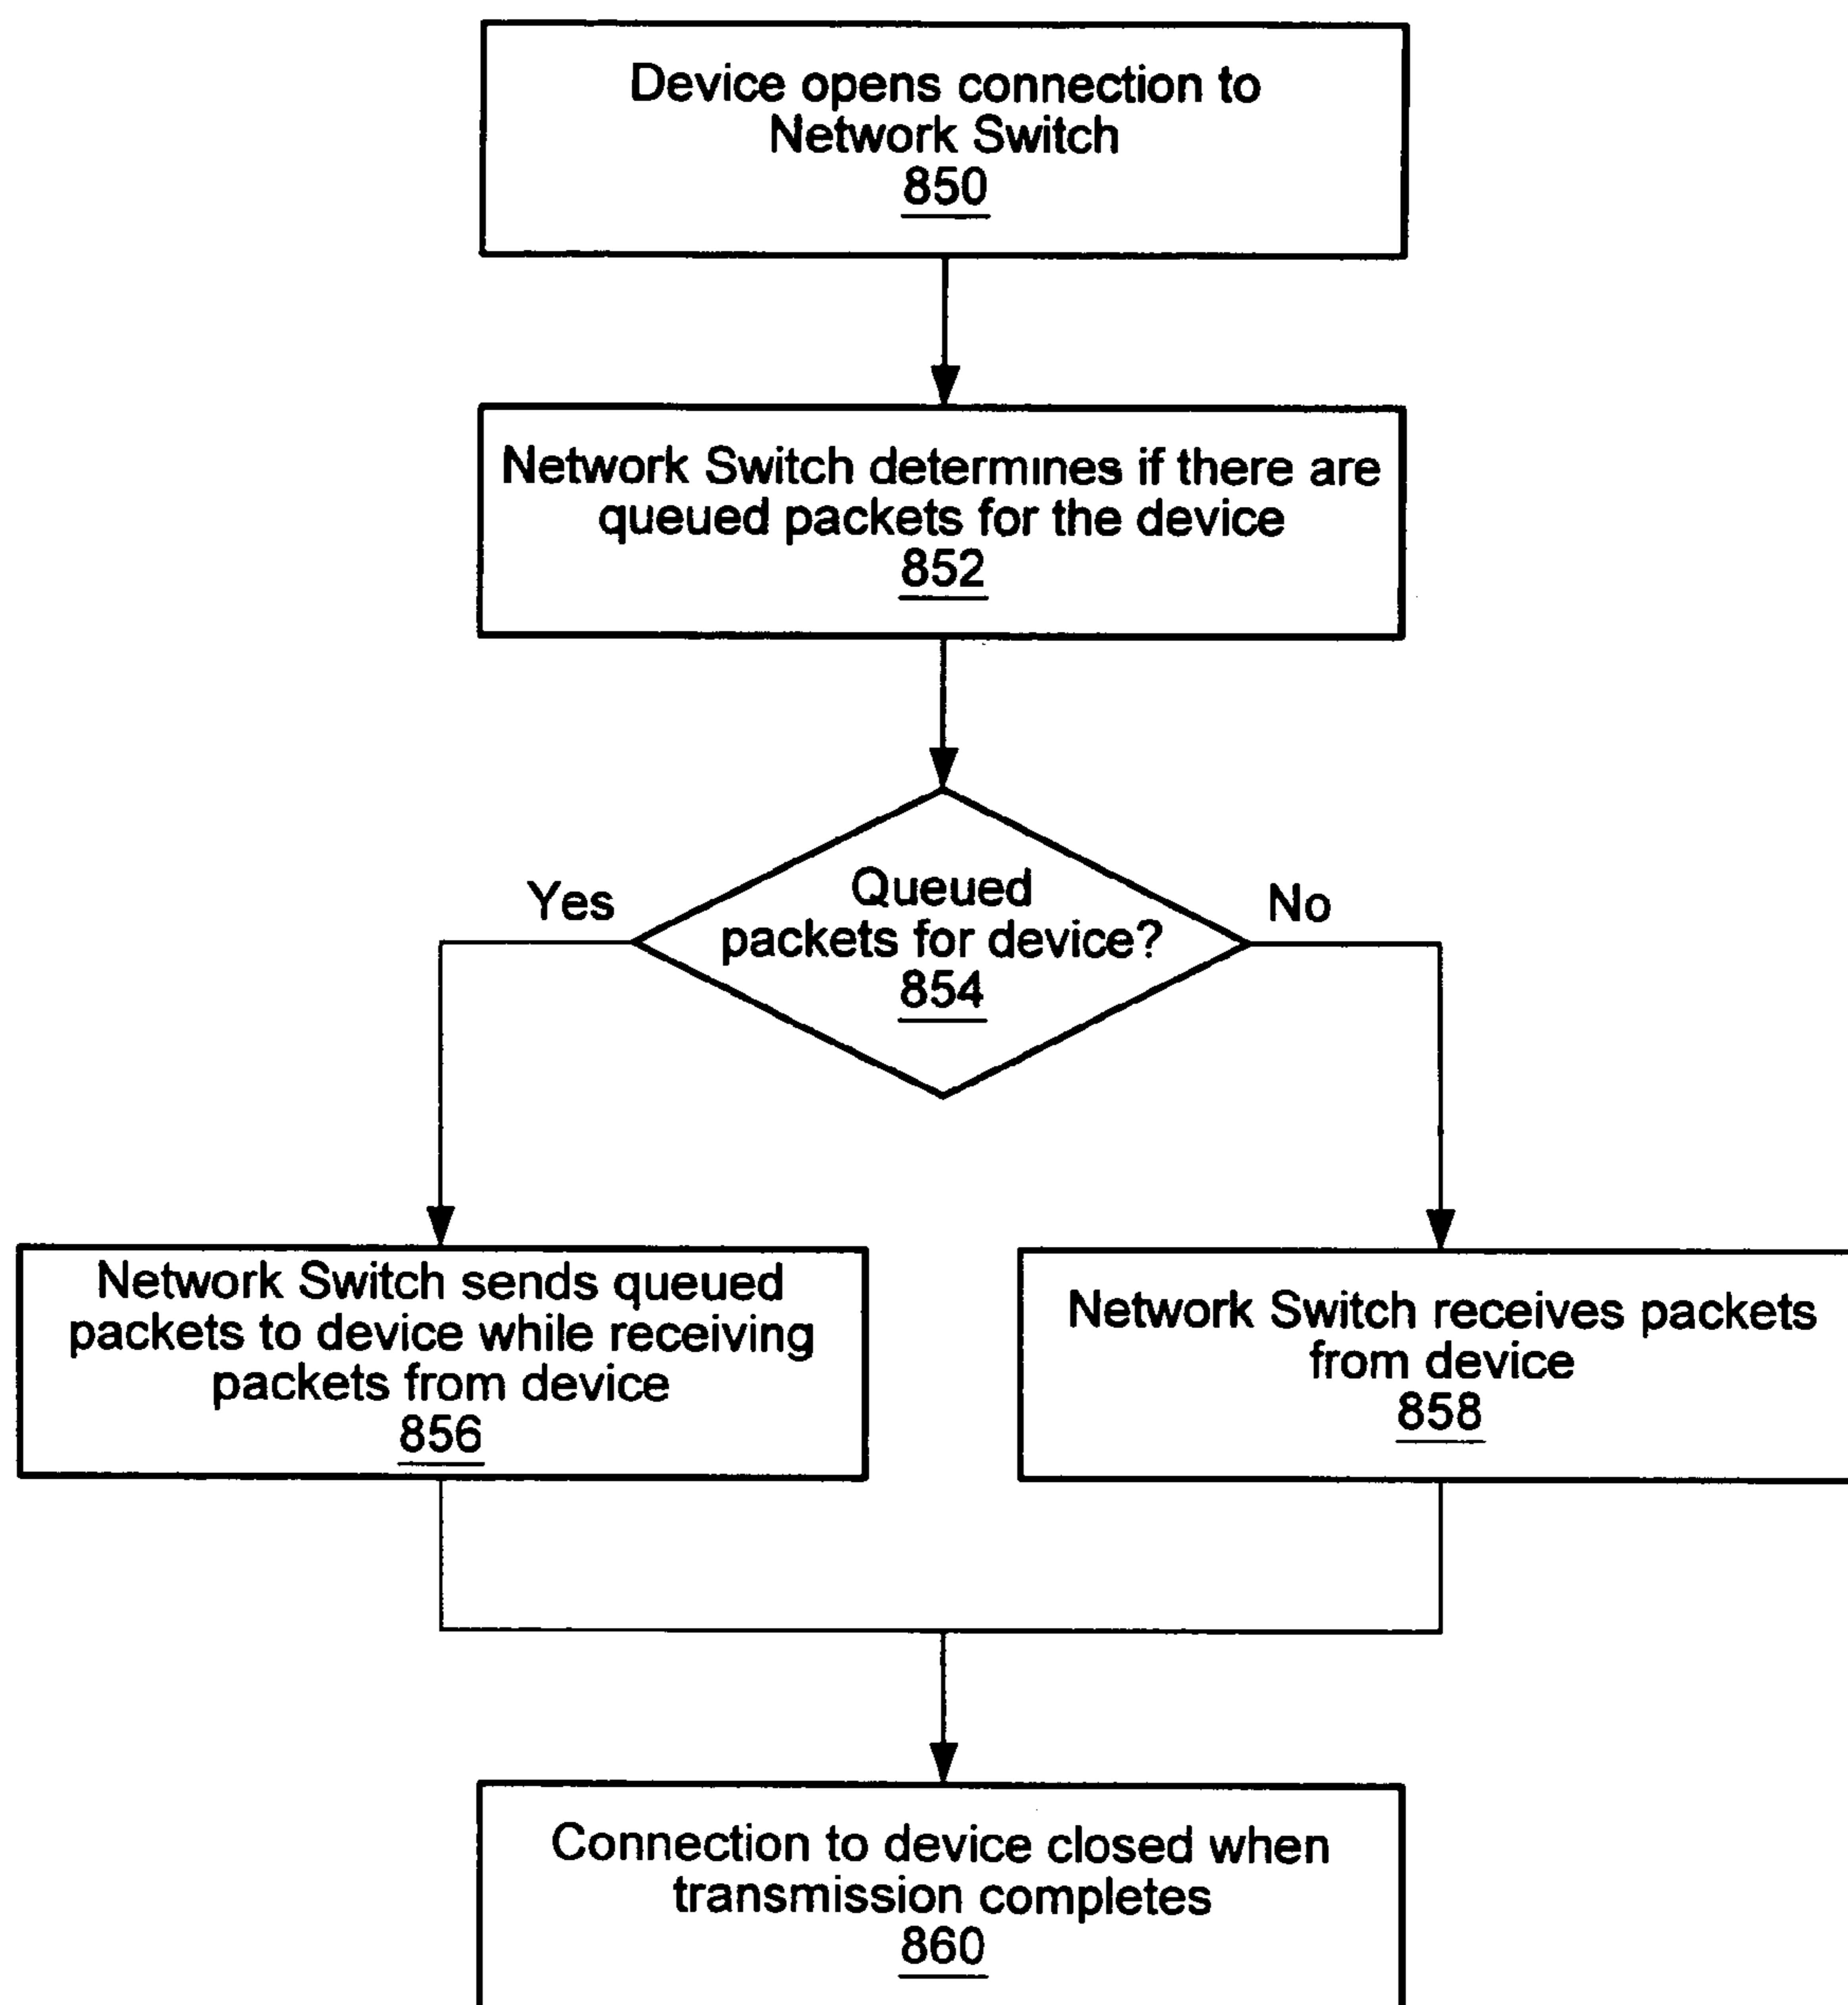 Device opens connection to
Network Switch
850
Network Switch determines if there are
queued packets for the device
852
Queued
packets for device?
854
Yes
No
Network Switch sends queued
packets to device while receiving
packets from device
856
Network Switch receives packets
from device
858
Connection to device closed when
transmission completes
860